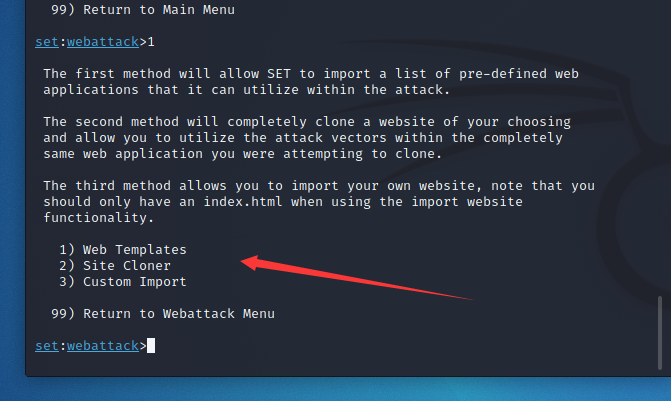 99) Return to Main Menu
set:webattack>1
The first method will allow SET to import a list of pre-defined web
applications that it can utilize within the attack.
The second method will completely clone a website of your choosing
and allow you to utilize the attack vectors within the completely
same web application you were attempting to clone.
The third method allows you to import your own website, note that you
should only have an index.html when using the import website
functionality.
1) Web Templates
2) Site Cloner
3) Custom Import
99) Return to Webattack Menu
set:webattack>